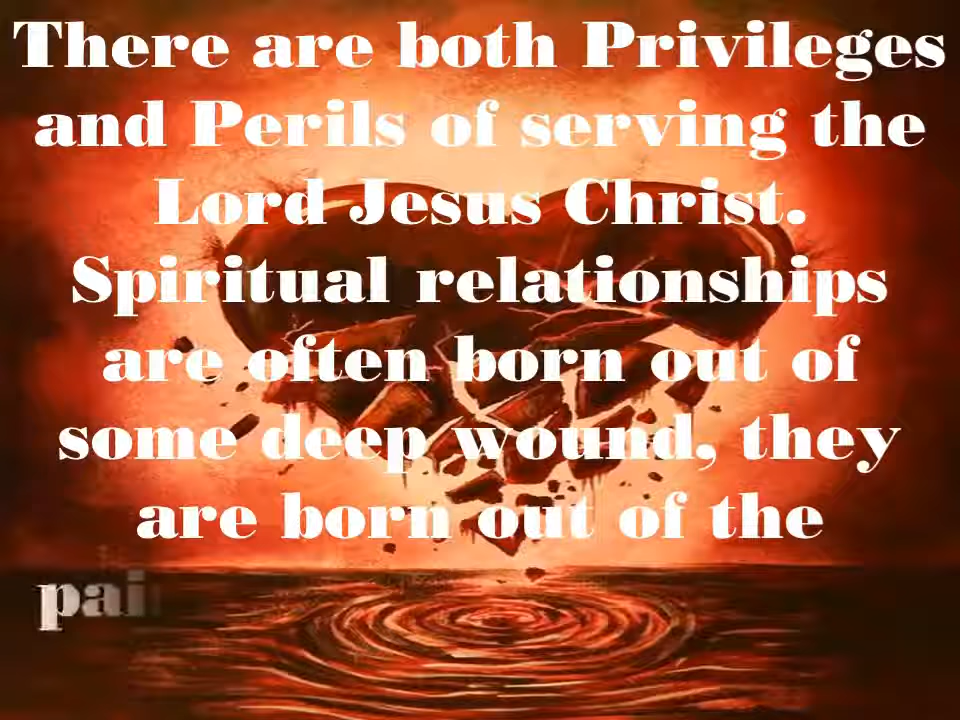 There are both Privileges
and Perils of serving the
Lord Jesus Christ.
Spiritual relationships
are often born out of
some deep wound, they
are born out of the